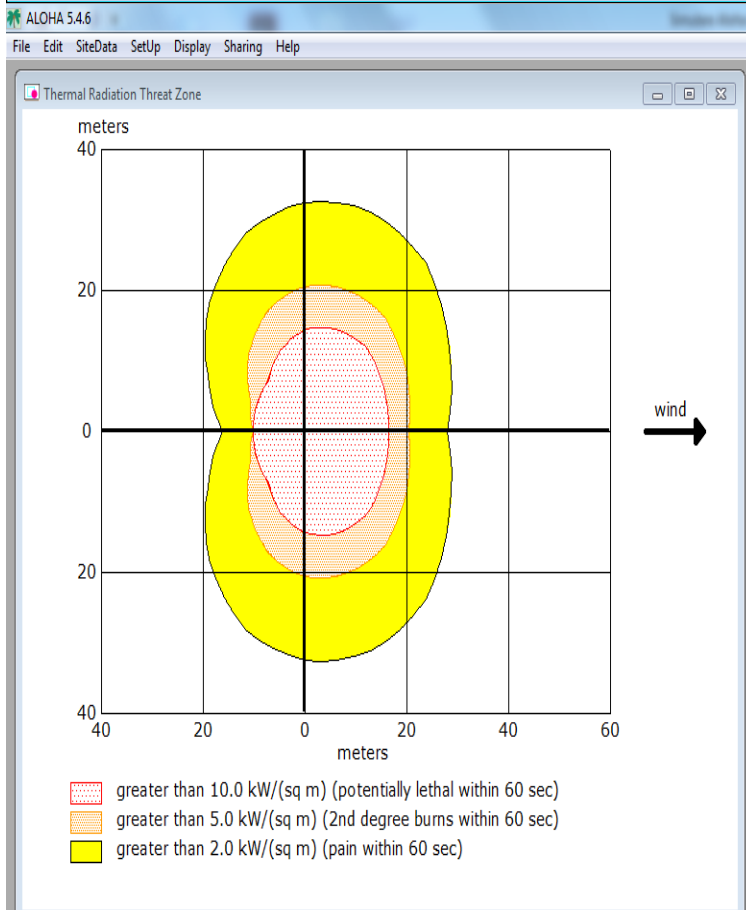 ALOHA 5.4.6
File Edit SiteData SetUp Display Sharing Help
Thermal Radiation Threat Zone
meters
40
20
0
wind
20
40
40 20 0 20 40 60
meters
greater than 10.0 kW/(sq m) (potentially lethal within 60 sec)
greater than 5.0 kW/(sq m) (2nd degree burns within 60 sec)
greater than 2.0 kW/(sq m) (pain within 60 sec)